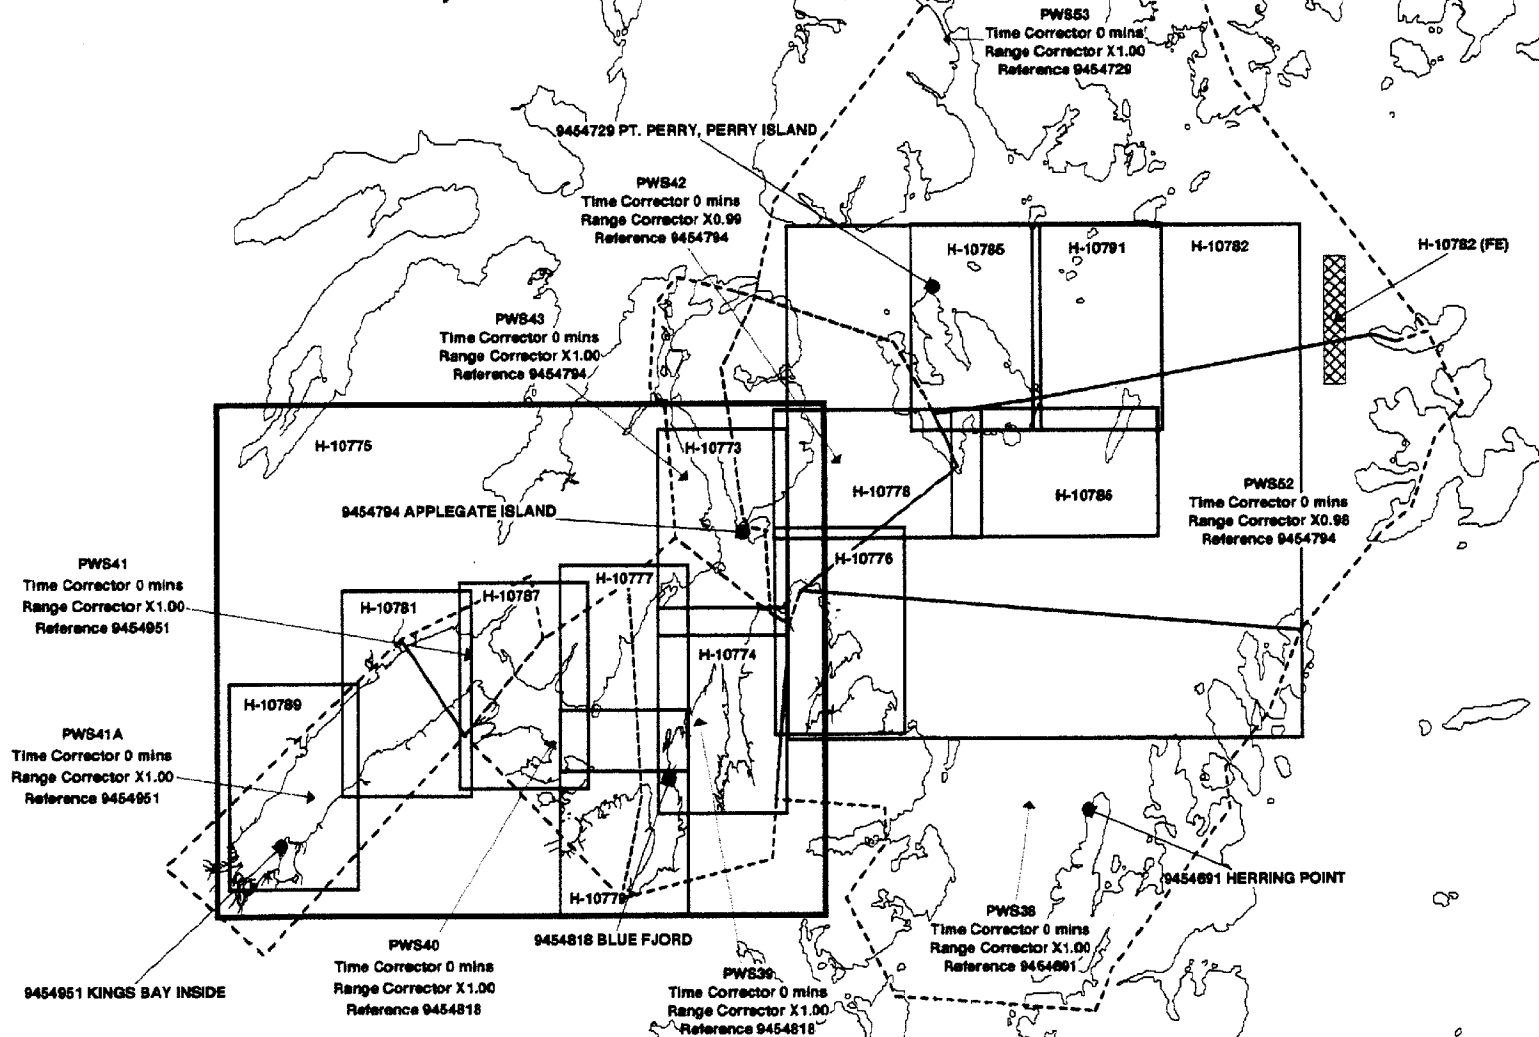 PWS53
Time Corrector 0 mins
Range Corrector X1.00
Reference 9454729
9454729 PT. PERRY, PERRY ISLAND
PWS42
Time Corrector 0 mins
Range Corrector X0.99
Reference 9454794
H-10785
H-10791
H-10782
H-10782 (FE)
PWS43
Time Corrector 0 mins
Range Corrector X1.00
Reference 9454794
H-10775
H-10773
H-10778
H-10786
PWS52
Time Corrector 0 mins
Range Corrector X0.98
Reference 9454794
9454794 APPLEGATE ISLAND
H-10776
PWS41
Time Corrector 0 mins
Range Corrector X1.00
Reference 9454951
H-10781
H-10787
H-10777
H-10774
H-10789
PWS41A
Time Corrector 0 mins
Range Corrector X1.00
Reference 9454951
9454691 HERRING POINT
H-10779
PWS38
Time Corrector 0 mins
Range Corrector X1.00
Reference 9454691
9454818 BLUE FJORD
PWS40
Time Corrector 0 mins
Range Corrector X1.00
Reference 9454818
PWS39
Time Corrector 0 mins
Range Corrector X1.00
Reference 9454818
9454951 KINGS BAY INSIDE